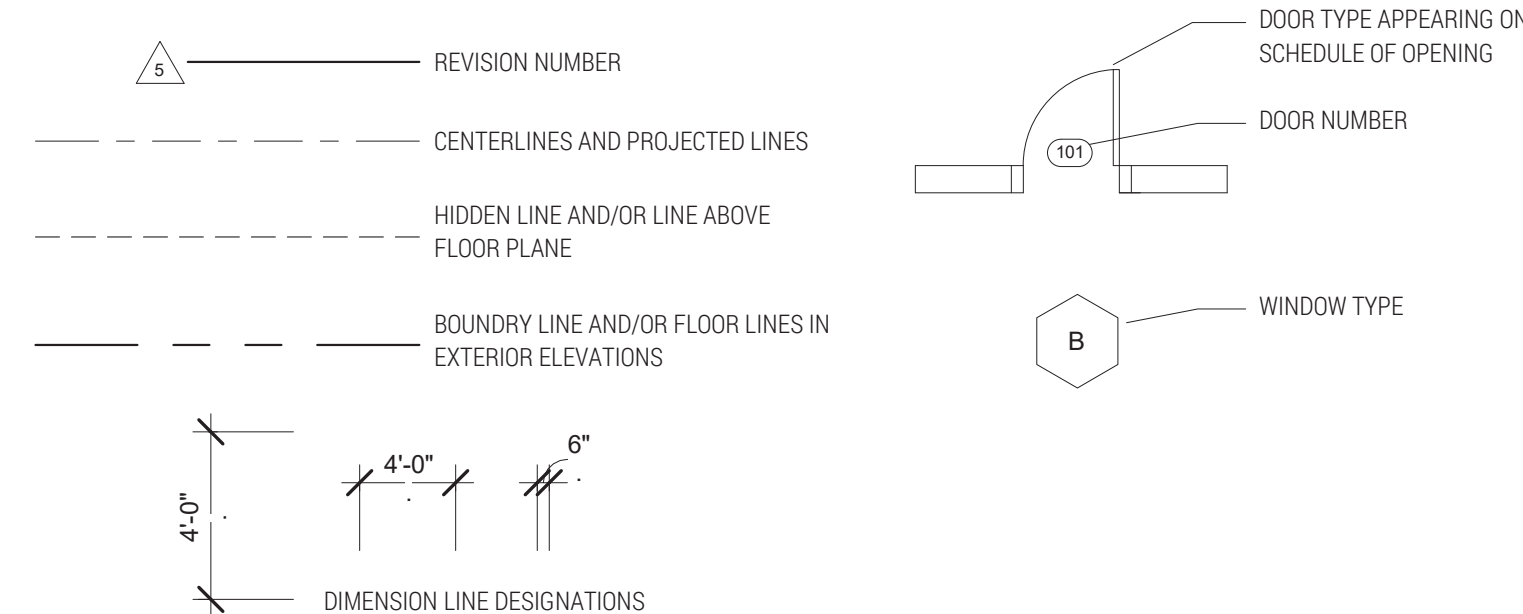 5
REVISION NUMBER
CENTERLINES AND PROJECTED LINES
HIDDEN LINE AND/OR LINE ABOVE
FLOOR PLANE
BOUNDRY LINE AND/OR FLOOR LINES IN
EXTERIOR ELEVATIONS
4'-0"
4'-0"
6"
DIMENSION LINE DESIGNATIONS
DOOR TYPE APPEARING ON
SCHEDULE OF OPENING
101
DOOR NUMBER
B
WINDOW TYPE